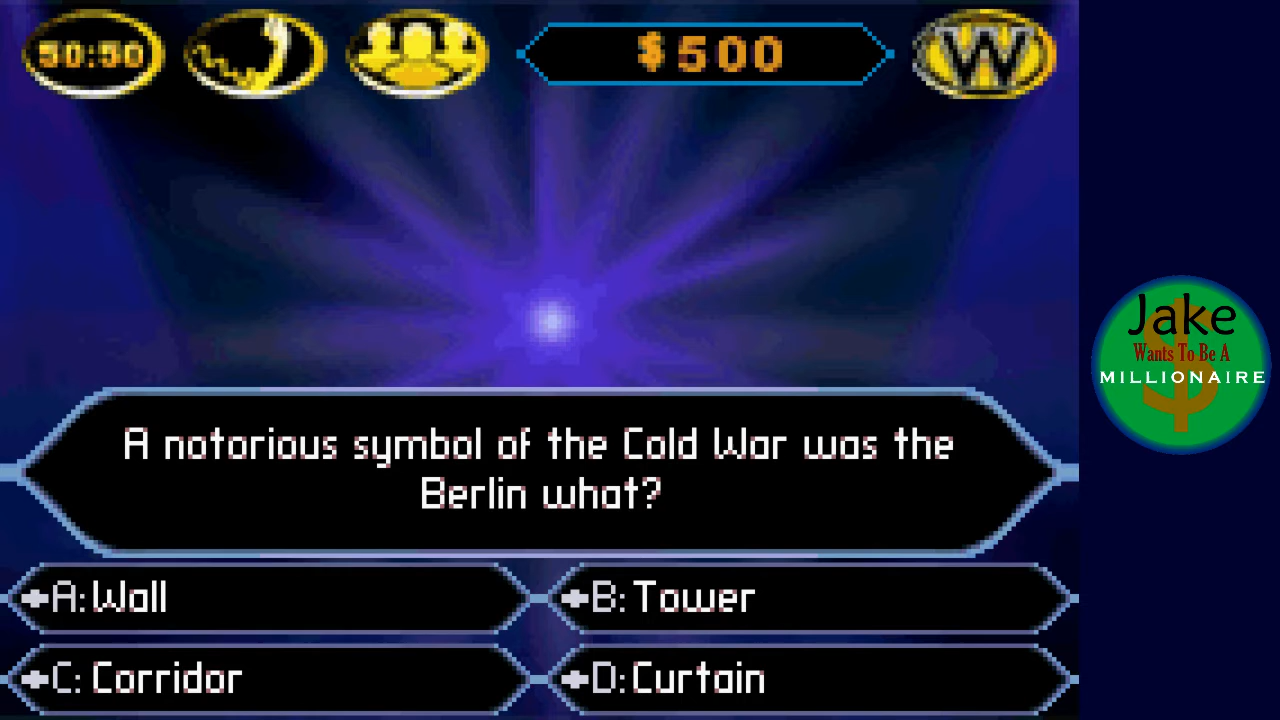 50:50
$500
W
Jake
Wants To Be A
MILLIONAIRE
$
A notorious symbol of the Cold War was the
Berlin what?
A: Wall
B: Tower
C: Corridor
D: Curtain